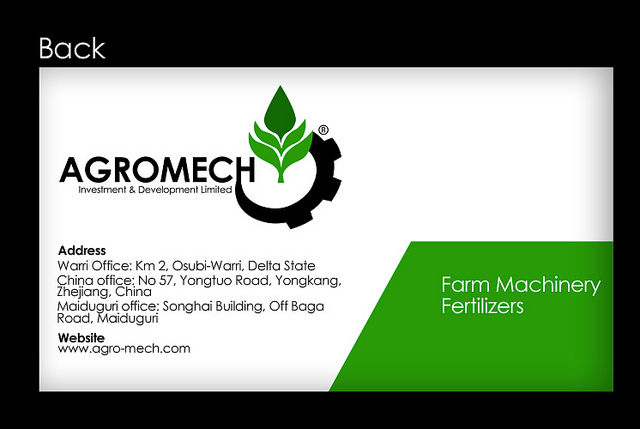 Back
AGROMECH
®
Investment & Development Limited
Address
Warri Office: Km 2, Osubi-Warri, Delta State
China office: No 57, Yongtuo Road, Yongkang,
Zhejiang, China
Maiduguri office: Songhai Building, Off Baga
Road, Maiduguri
Website
www.agro-mech.com
Farm Machinery
Fertilizers